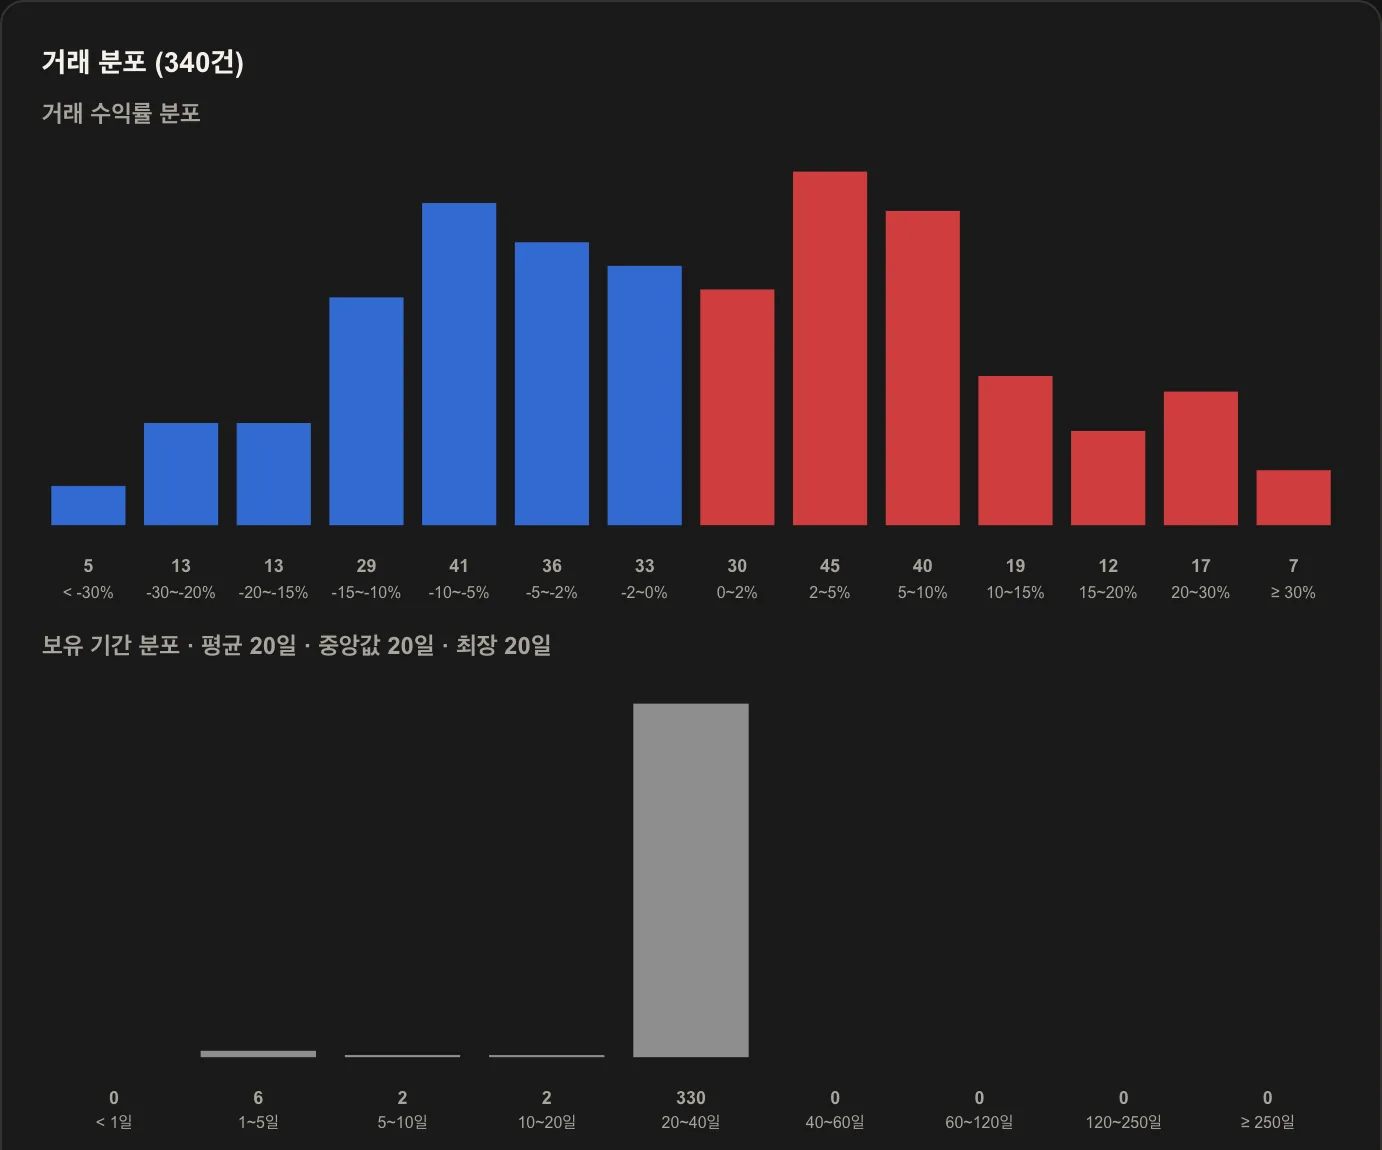 거래 분포 (340건)
거래 수익률 분포
5 13 13 29 41 36 33 30 45 40 19 12 17 7
< -30% -30~-20% -20~-15% -15~-10% -10~-5% -5~-2% -2~0% 0~2% 2~5% 5~10% 10~15% 15~20% 20~30% ≥ 30%
보유 기간 분포 · 평균 20일 · 중앙값 20일 · 최장 20일
0 6 2 2 330 0 0 0 0
< 1일 1~5일 5~10일 10~20일 20~40일 40~60일 60~120일 120~250일 ≥ 250일